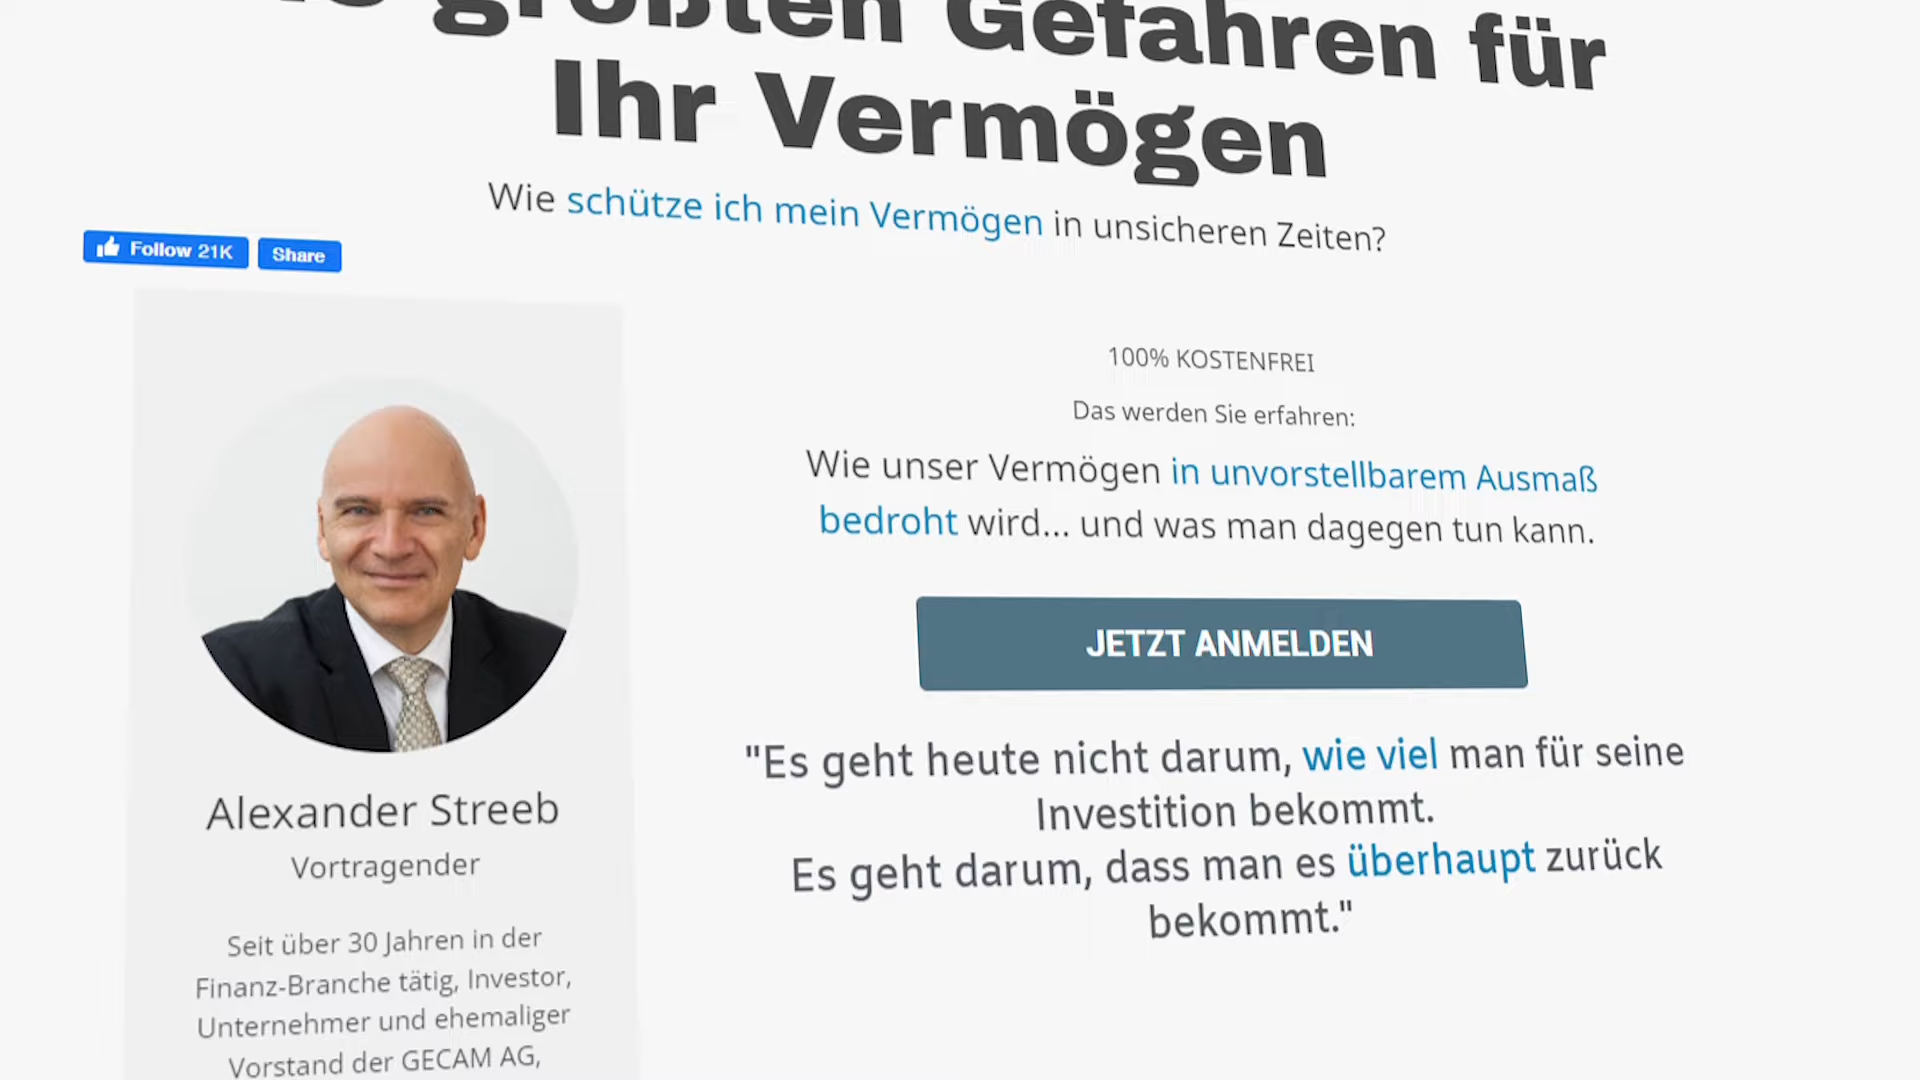 größten Gefahren für
Ihr Vermögen
Wie schütze ich mein Vermögen in unsicheren Zeiten?
Follow 21K
Share
100% KOSTENFREI
Das werden Sie erfahren:
Wie unser Vermögen in unvorstellbarem Ausmaß
bedroht wird... und was man dagegen tun kann.
JETZT ANMELDEN
"Es geht heute nicht darum, wie viel man für seine
Investition bekommt.
Es geht darum, dass man es überhaupt zurück
bekommt."
Alexander Streeb
Vortragender
Seit über 30 Jahren in der
Finanz-Branche tätig, Investor,
Unternehmer und ehemaliger
Vorstand der GECAM AG,